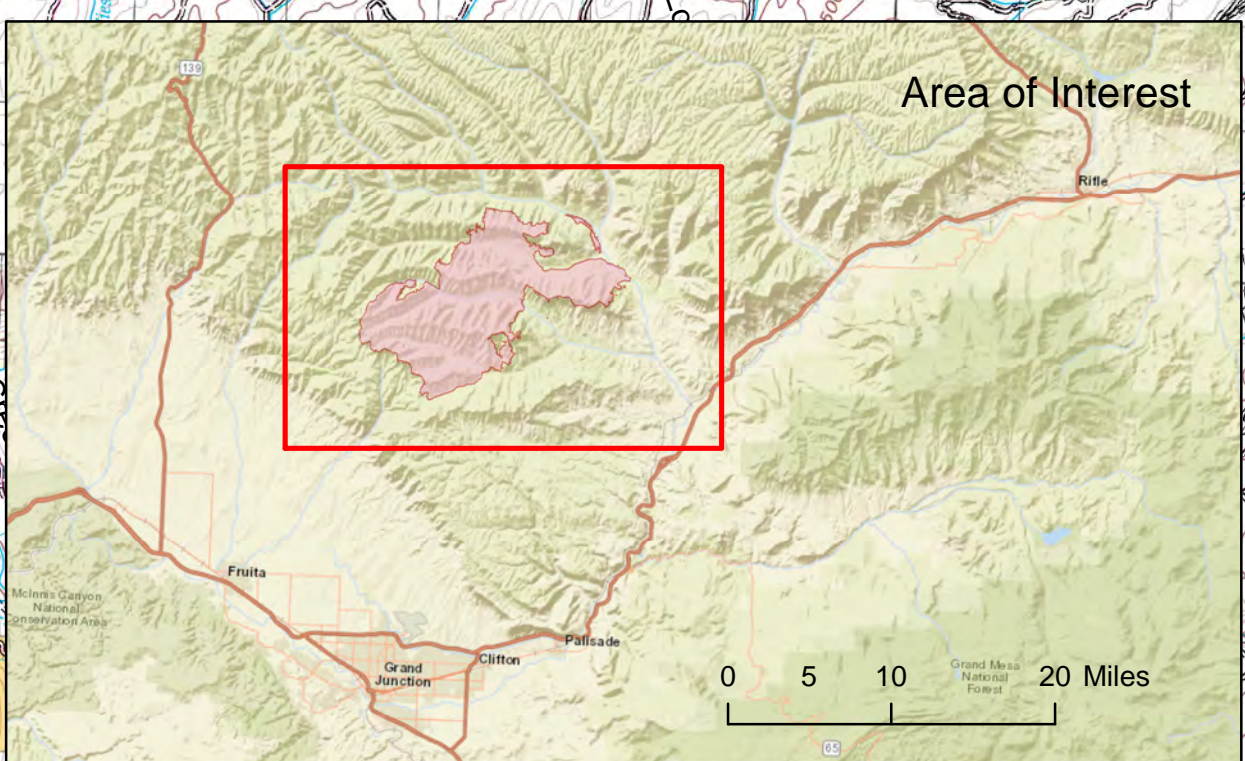 139
Area of Interest
Rifle
Fruita
McInnis Canyon
National
onservation Area
Palisade
Clifton
Grand
Junction
0 5 10 20 Miles
Grand Mesa
National
Forest
65